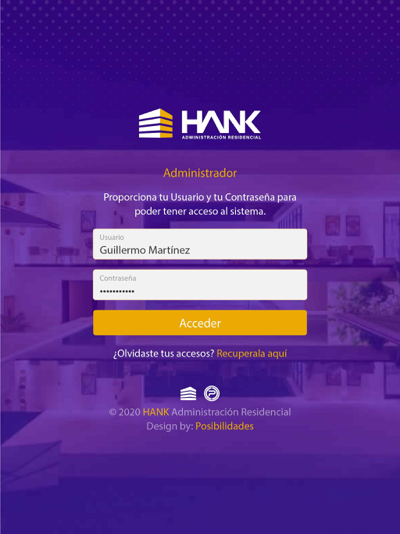 HANK
ADMINISTRACIÓN RESIDENCIAL
Administrador
Proporciona tu Usuario y tu Contraseña para
poder tener acceso al sistema.
Usuario
Guillermo Martínez
Contraseña
•••••••••••
Acceder
¿Olvidaste tus accesos? Recuperala aquí
© 2020 HANK Administración Residencial
Design by: Posibilidades